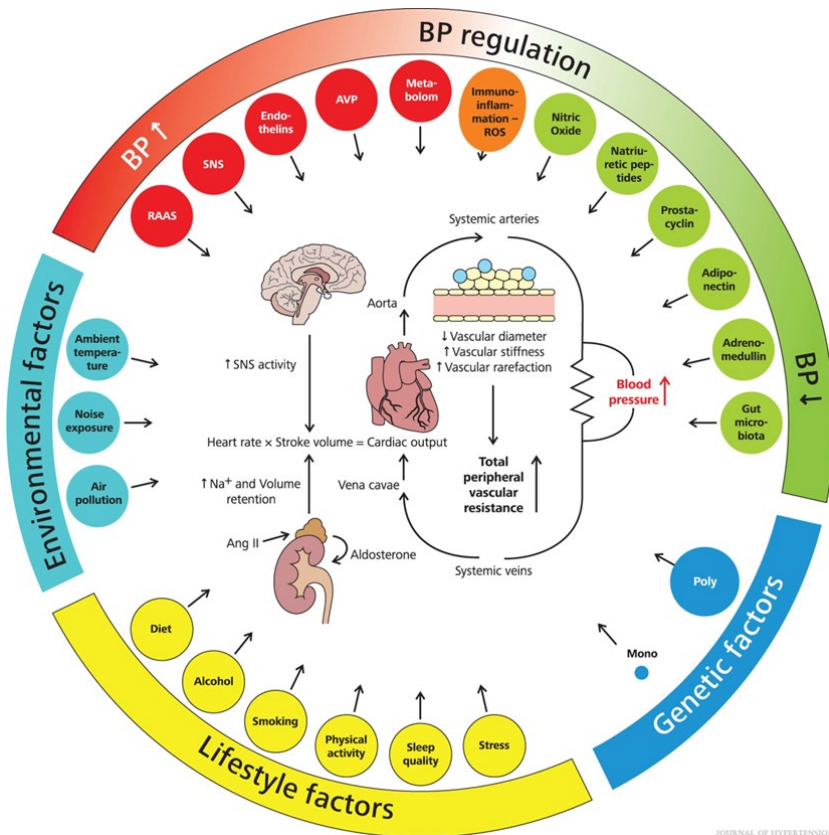 BP regulation
BP ↑
BP ↓
RAAS
SNS
Endo-
thelins
AVP
Meta-
bolom
Immuno-
inflam-
mation –
ROS
Nitric
Oxide
Natriu-
retic pep-
tides
Prosta-
cyclin
Adipo-
nectin
Adreno-
medullin
Gut
micro-
biota
Environmental factors
Ambient
tempera-
ture
Noise
exposure
Air
pollution
Systemic arteries
Aorta
↓ Vascular diameter
↑ Vascular stiffness
↑ Vascular rarefaction
↑ SNS activity
Blood
pressure ↑
Heart rate × Stroke volume = Cardiac output
↑ Na⁺ and Volume
retention
Vena cavae
Total
peripheral
vascular
resistance ↑
Ang II
Aldosterone
Systemic veins
Genetic factors
Poly
Mono
Lifestyle factors
Diet
Alcohol
Smoking
Physical
activity
Sleep
quality
Stress
JOURNAL OF HYPERTENSION